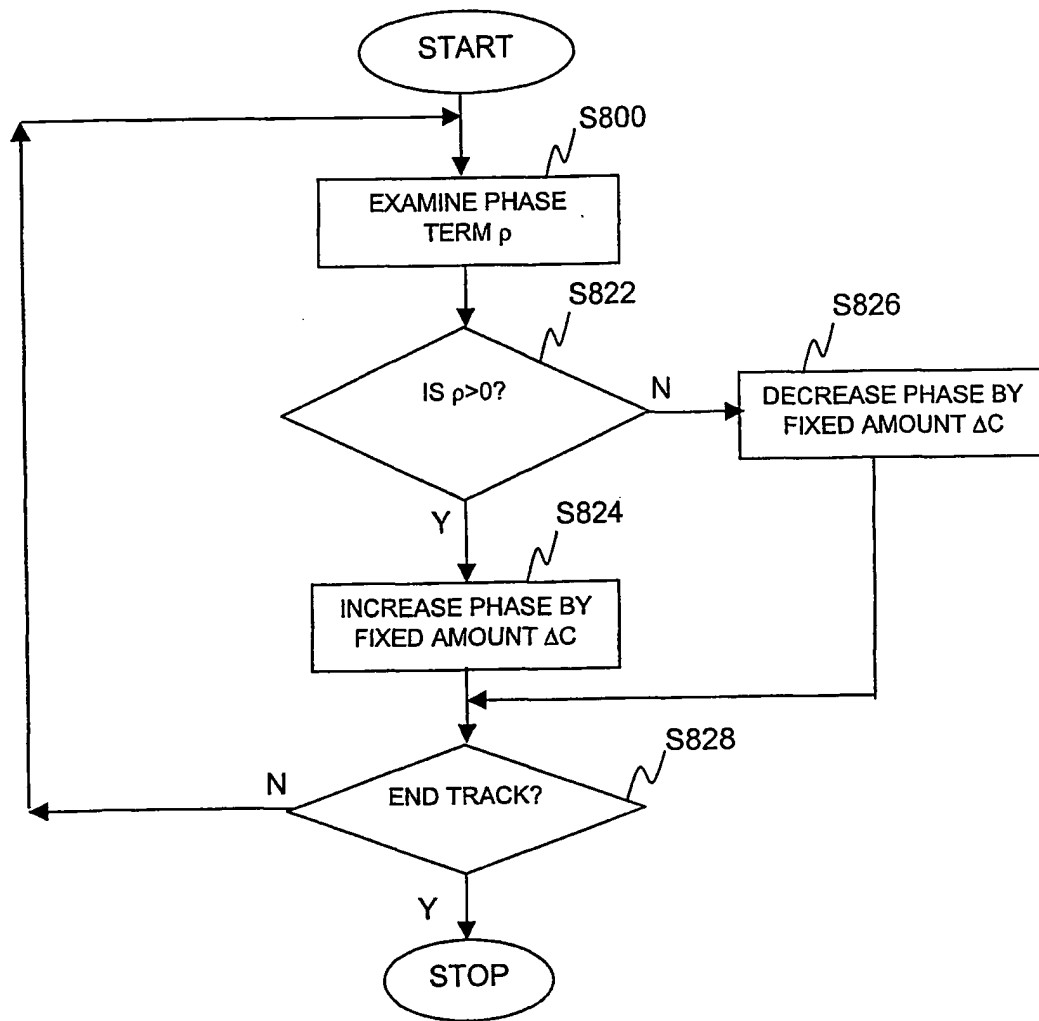 START
S800
EXAMINE PHASE
TERM ρ
S822
IS ρ>0?
N
S826
DECREASE PHASE BY
FIXED AMOUNT ΔC
Y
S824
INCREASE PHASE BY
FIXED AMOUNT ΔC
S828
N
END TRACK?
Y
STOP